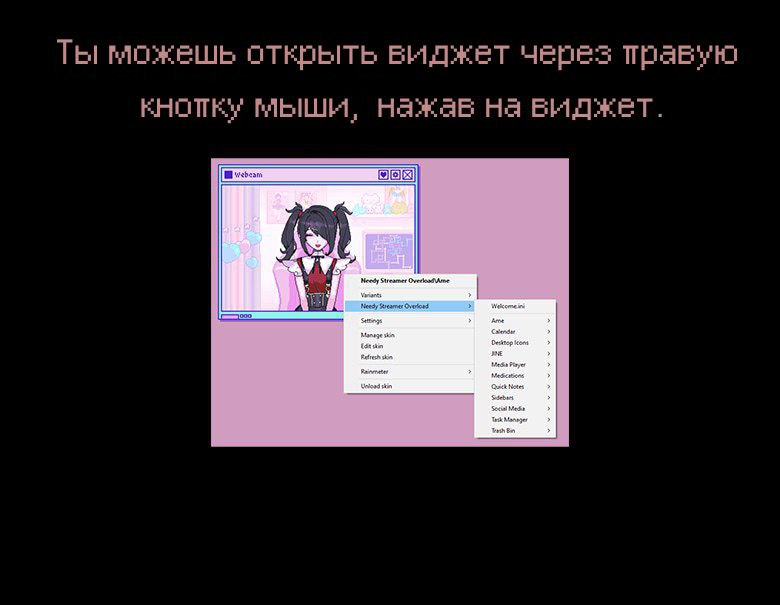 Ты можешь открыть виджет через правую
кнопку мыши, нажав на виджет.
Webcam
Needy Streamer Overload\Ame
Variants
Needy Streamer Overload
Settings
Manage skin
Edit skin
Refresh skin
Rainmeter
Unload skin
Welcome.ini
Ame
Calendar
Desktop Icons
JINE
Media Player
Medications
Quick Notes
Sidebars
Social Media
Task Manager
Trash Bin